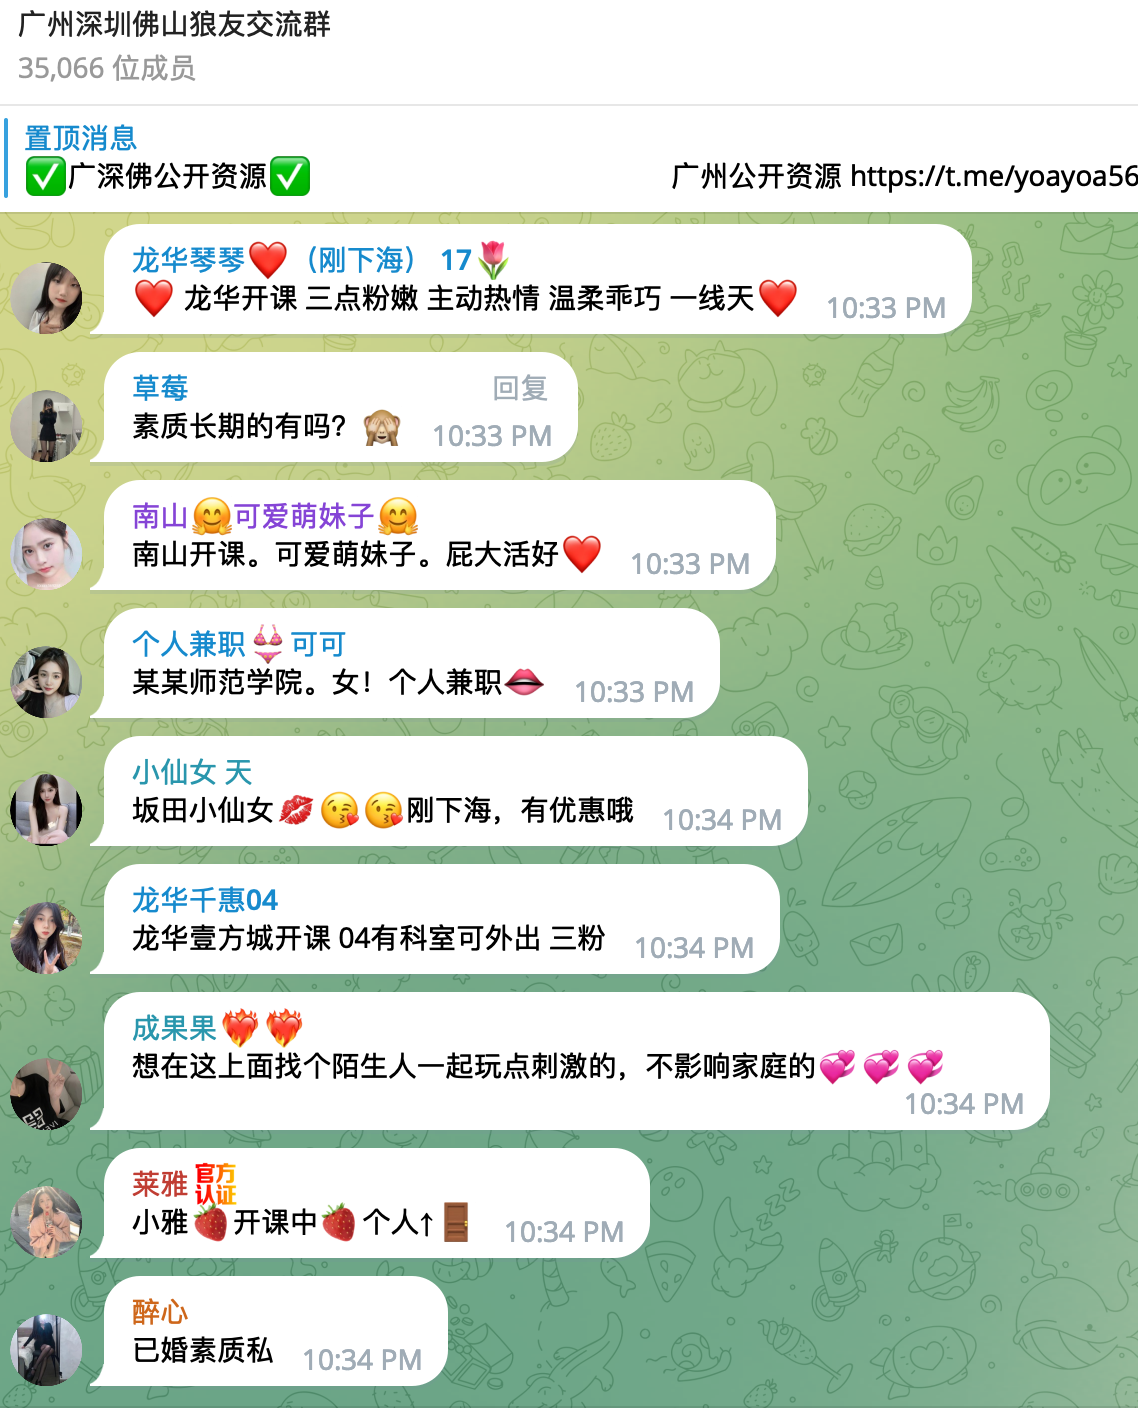 广州深圳佛山狼友交流群
35,066 位成员
置顶消息
✅广深佛公开资源✅ 广州公开资源
龙华琴琴❤️（刚下海） 17🌷
❤️ 龙华开课 三点粉嫩 主动热情 温柔乖巧 一线天❤️ 10:33 PM
草莓 回复
素质长期的有吗？🙈 10:33 PM
南山🤗可爱萌妹子🤗
南山开课。可爱萌妹子。屁大活好❤️ 10:33 PM
个人兼职👙可可
某某师范学院。女！个人兼职👄 10:33 PM
小仙女 天
坂田小仙女💋😘😘刚下海，有优惠哦 10:34 PM
龙华千惠04
龙华壹方城开课 04有科室可外出 三粉 10:34 PM
成果果❤️‍🔥❤️‍🔥
想在这上面找个陌生人一起玩点刺激的，不影响家庭的💞💞💞
10:34 PM
莱雅 官方认证
小雅🍓开课中🍓个人↑🚪 10:34 PM
醉心
已婚素质私 10:34 PM